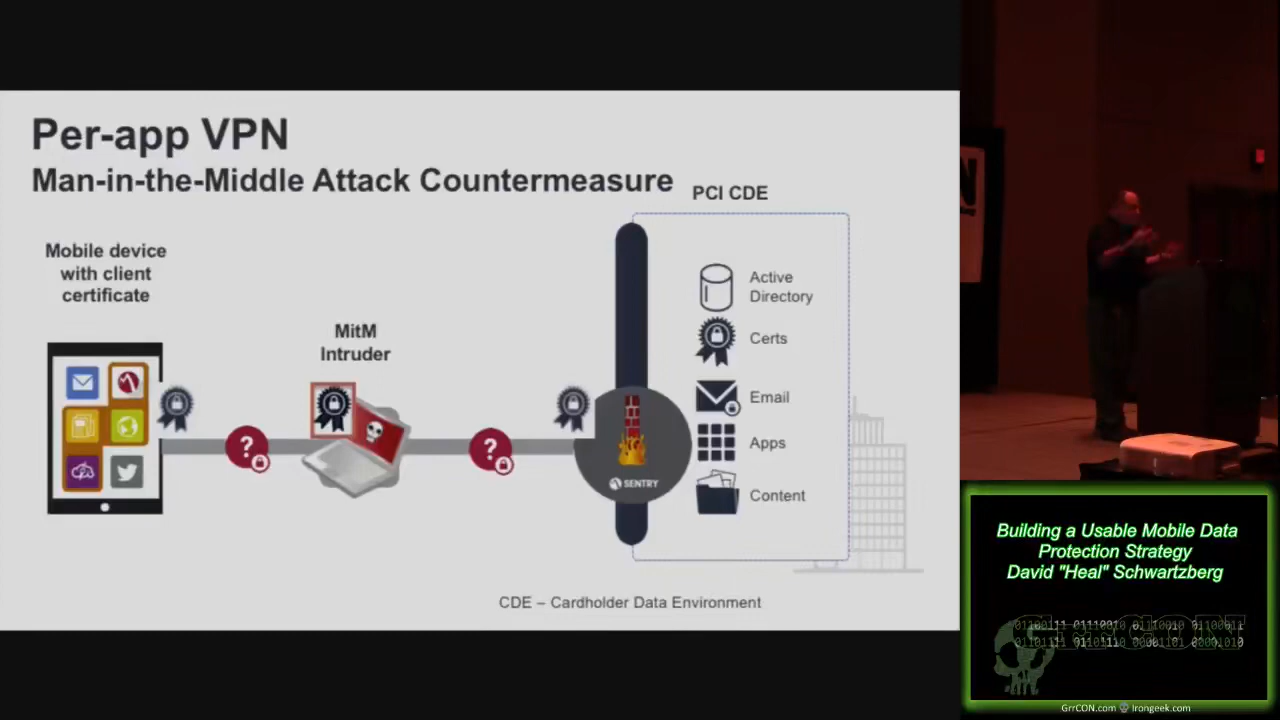 Per-app VPN
Man-in-the-Middle Attack Countermeasure
PCI CDE
Mobile device
with client
certificate
MitM
Intruder
?
?
SENTRY
Active
Directory
Certs
Email
Apps
Content
CDE – Cardholder Data Environment
Building a Usable Mobile Data
Protection Strategy
David "Heal" Schwartzberg
GrrCON
GrrCON.com Irongeek.com